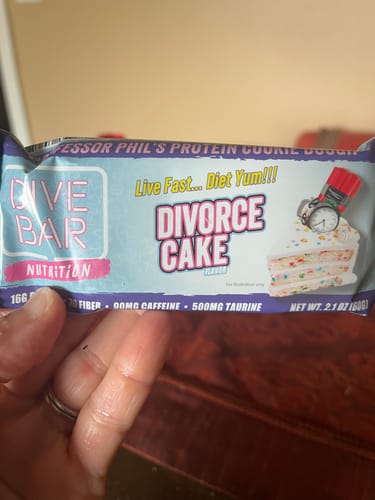 PROFESSOR PHIL'S PROTEIN COOKIE DOUGH
DIVE
BAR
NUTRITION
Live Fast... Diet Yum!!!
DIVORCE
CAKE
FLAVOR
For illustration only
16G FIBER • 90MG CAFFEINE • 500MG TAURINE
NET WT. 2.1 OZ (60G)